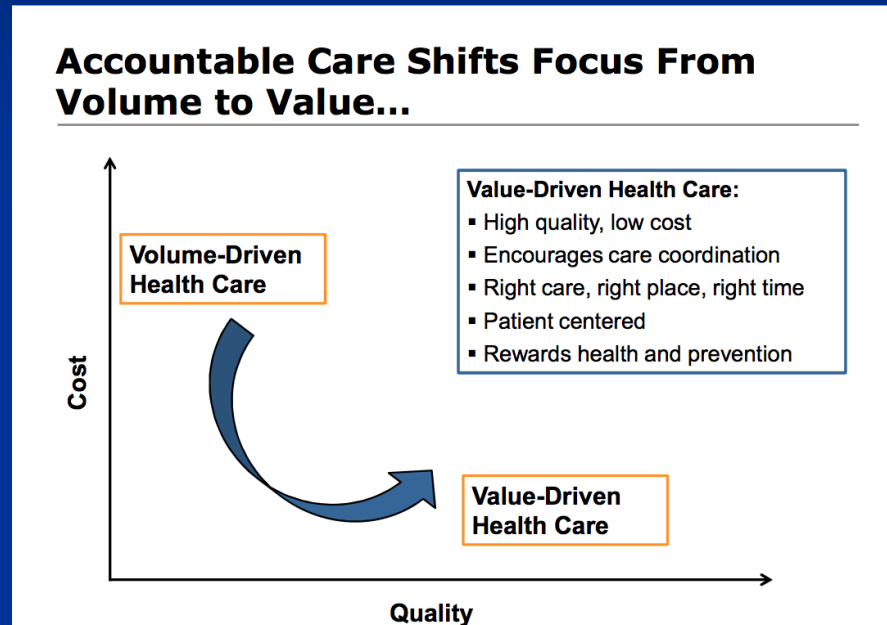 Accountable Care Shifts Focus From
Volume to Value...
Value-Driven Health Care:
▪ High quality, low cost
▪ Encourages care coordination
▪ Right care, right place, right time
▪ Patient centered
▪ Rewards health and prevention
Volume-Driven
Health Care
Cost
Value-Driven
Health Care
Quality